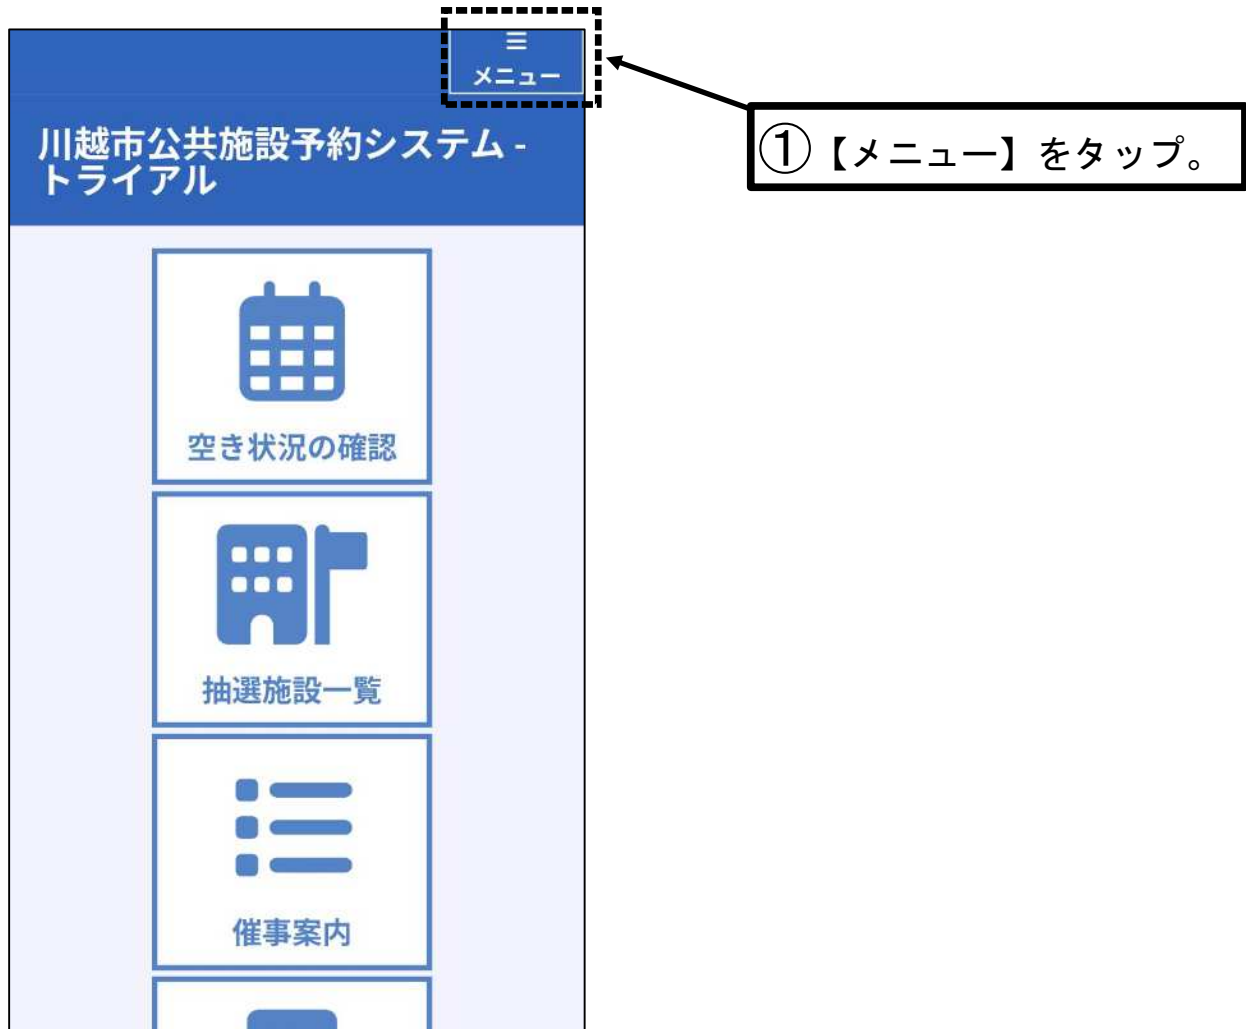 メニュー
①【メニュー】をタップ。
川越市公共施設予約システム -
トライアル
空き状況の確認
抽選施設一覧
催事案内